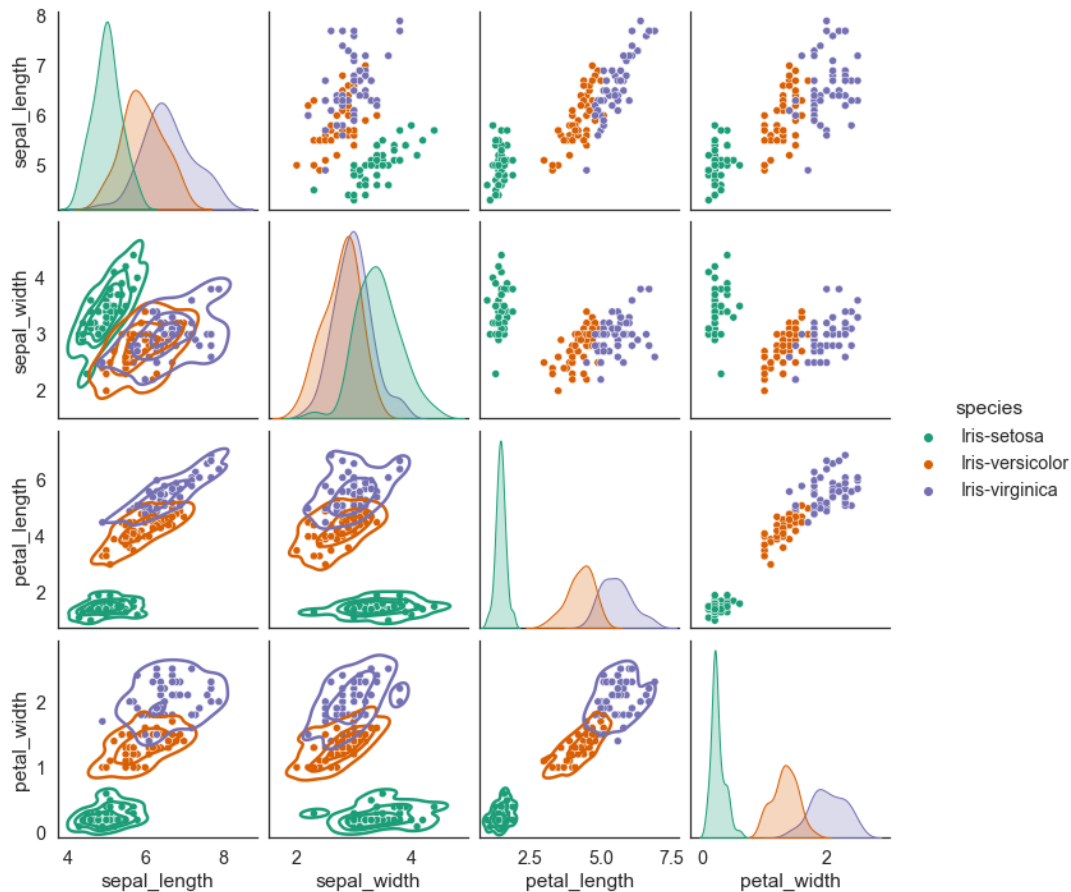 8
7
6
5
sepal_length
4
3
2
sepal_width
6
4
2
petal_length
2
1
0
petal_width
4 6 8
sepal_length
2 4
sepal_width
2.5 5.0 7.5
petal_length
0 2
petal_width
species
Iris-setosa
Iris-versicolor
Iris-virginica